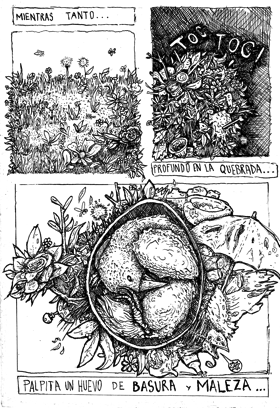 MIENTRAS TANTO...
TOC TOC!
PROFUNDO EN LA QUEBRADA...
PALPITA UN HUEVO DE BASURA Y MALEZA...